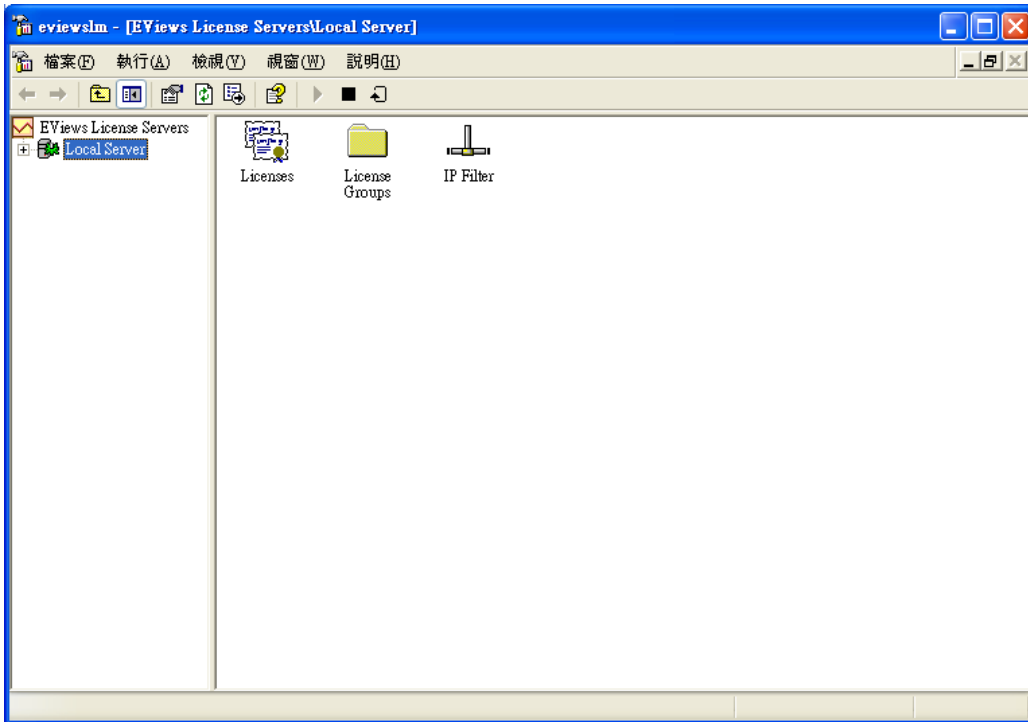 eviewslm - [EViews License Servers\Local Server]
檔案(F) 執行(A) 檢視(V) 視窗(W) 說明(H)
EViews License Servers
Local Server
Licenses
License
Groups
IP Filter